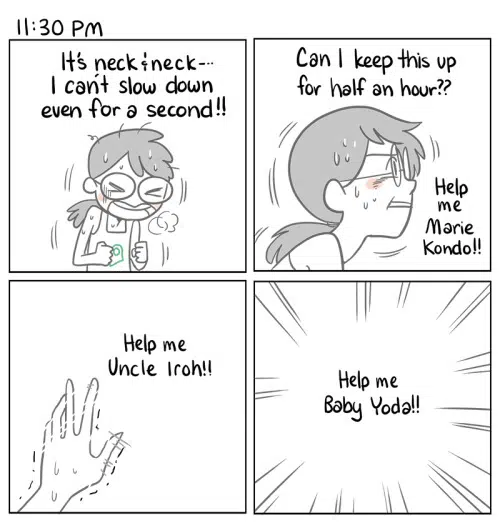 11:30 PM
It's neck & neck---
I can't slow down
even for a second!!
Can I keep this up
for half an hour??
Help
me
Marie
Kondo!!
Help me
Uncle Iroh!!
Help me
Baby Yoda!!